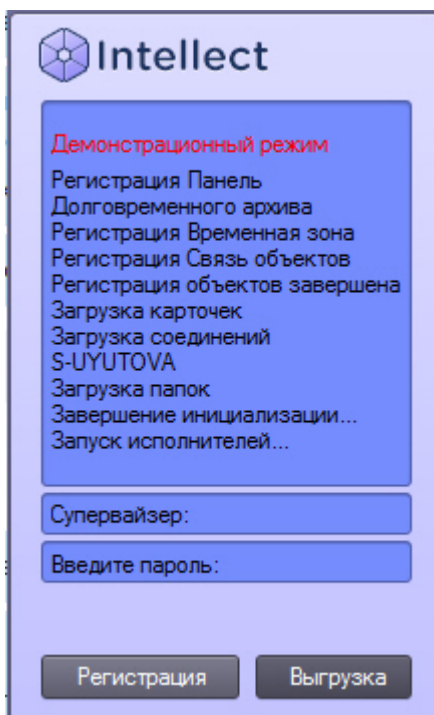 Intellect
Демонстрационный режим
Регистрация Панель
Долговременного архива
Регистрация Временная зона
Регистрация Связь объектов
Регистрация объектов завершена
Загрузка карточек
Загрузка соединений
S-UYUTOVA
Загрузка папок
Завершение инициализации...
Запуск исполнителей...
Супервайзер:
Введите пароль:
Регистрация
Выгрузка